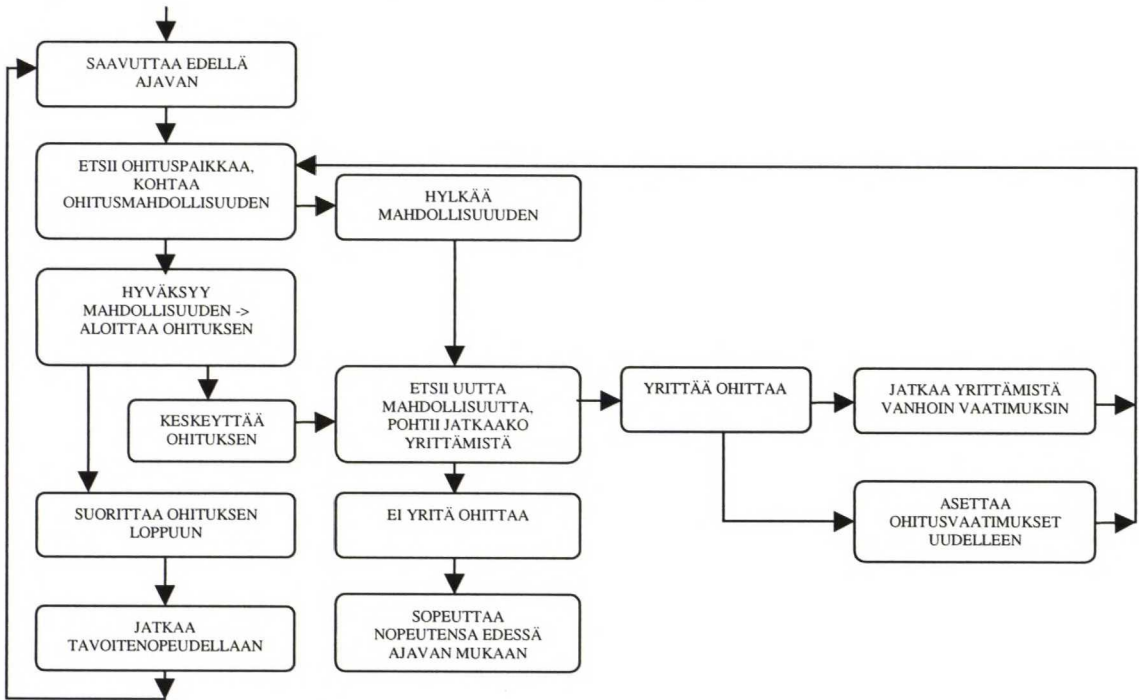 SAAVUTTAA EDELLÄ
AJAVAN
ETSII OHITUSPAIKKAA,
KOHTAA
OHITUSMAHDOLLISUUDEN
HYLKÄÄ
MAHDOLLISUUUDEN
HYVÄKSYY
MAHDOLLISUUDEN ->
ALOITTAA OHITUKSEN
KESKEYTTÄÄ
OHITUKSEN
ETSII UUTTA
MAHDOLLISUUTTA,
POHTII JATKAAKO
YRITTÄMISTÄ
YRITTÄÄ OHITTAA
JATKAA YRITTÄMISTÄ
VANHOIN VAATIMUKSIN
SUORITTAA OHITUKSEN
LOPPUUN
EI YRITÄ OHITTAA
ASETTAA
OHITUSVAATIMUKSET
UUDELLEEN
JATKAA
TAVOITENOPEUDELLAAN
SOPEUTTAA
NOPEUTENSA EDESSÄ
AJAVAN MUKAAN